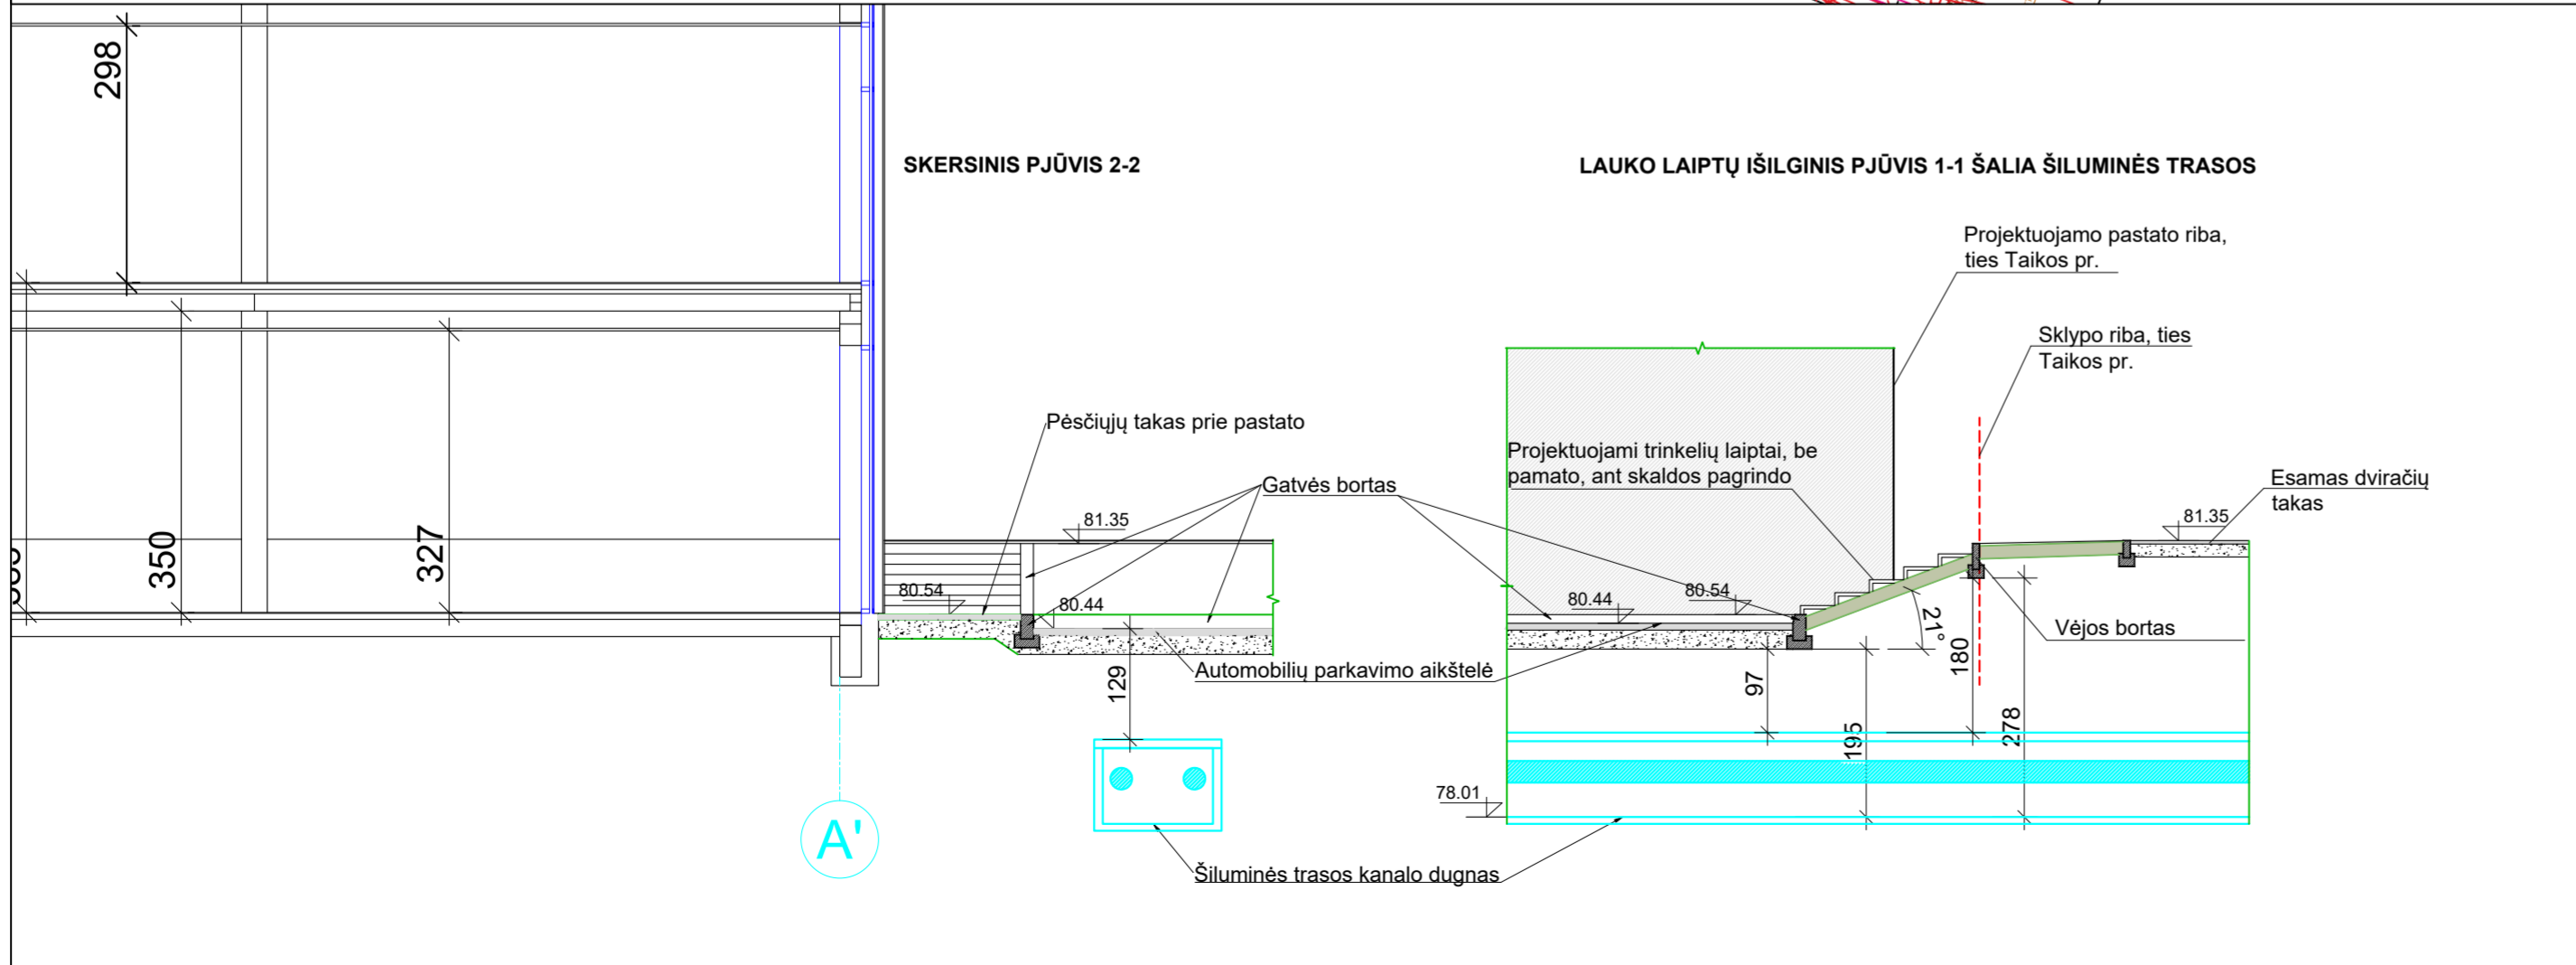 298
350
327
SKERSINIS PJŪVIS 2-2
Pėsčiųjų takas prie pastato
Gatvės bortas
81.35
80.54
80.44
129
Automobilių parkavimo aikštelė
A'
Šiluminės trasos kanalo dugnas
LAUKO LAIPTŲ IŠILGINIS PJŪVIS 1-1 ŠALIA ŠILUMINĖS TRASOS
Projektuojamo pastato riba,
ties Taikos pr.
Sklypo riba, ties
Taikos pr.
Projektuojami trinkelių laiptai, be
pamato, ant skaldos pagrindo
Esamas dviračių
takas
81.35
80.44
80.54
21°
Vėjos bortas
180
97
195
278
78.01